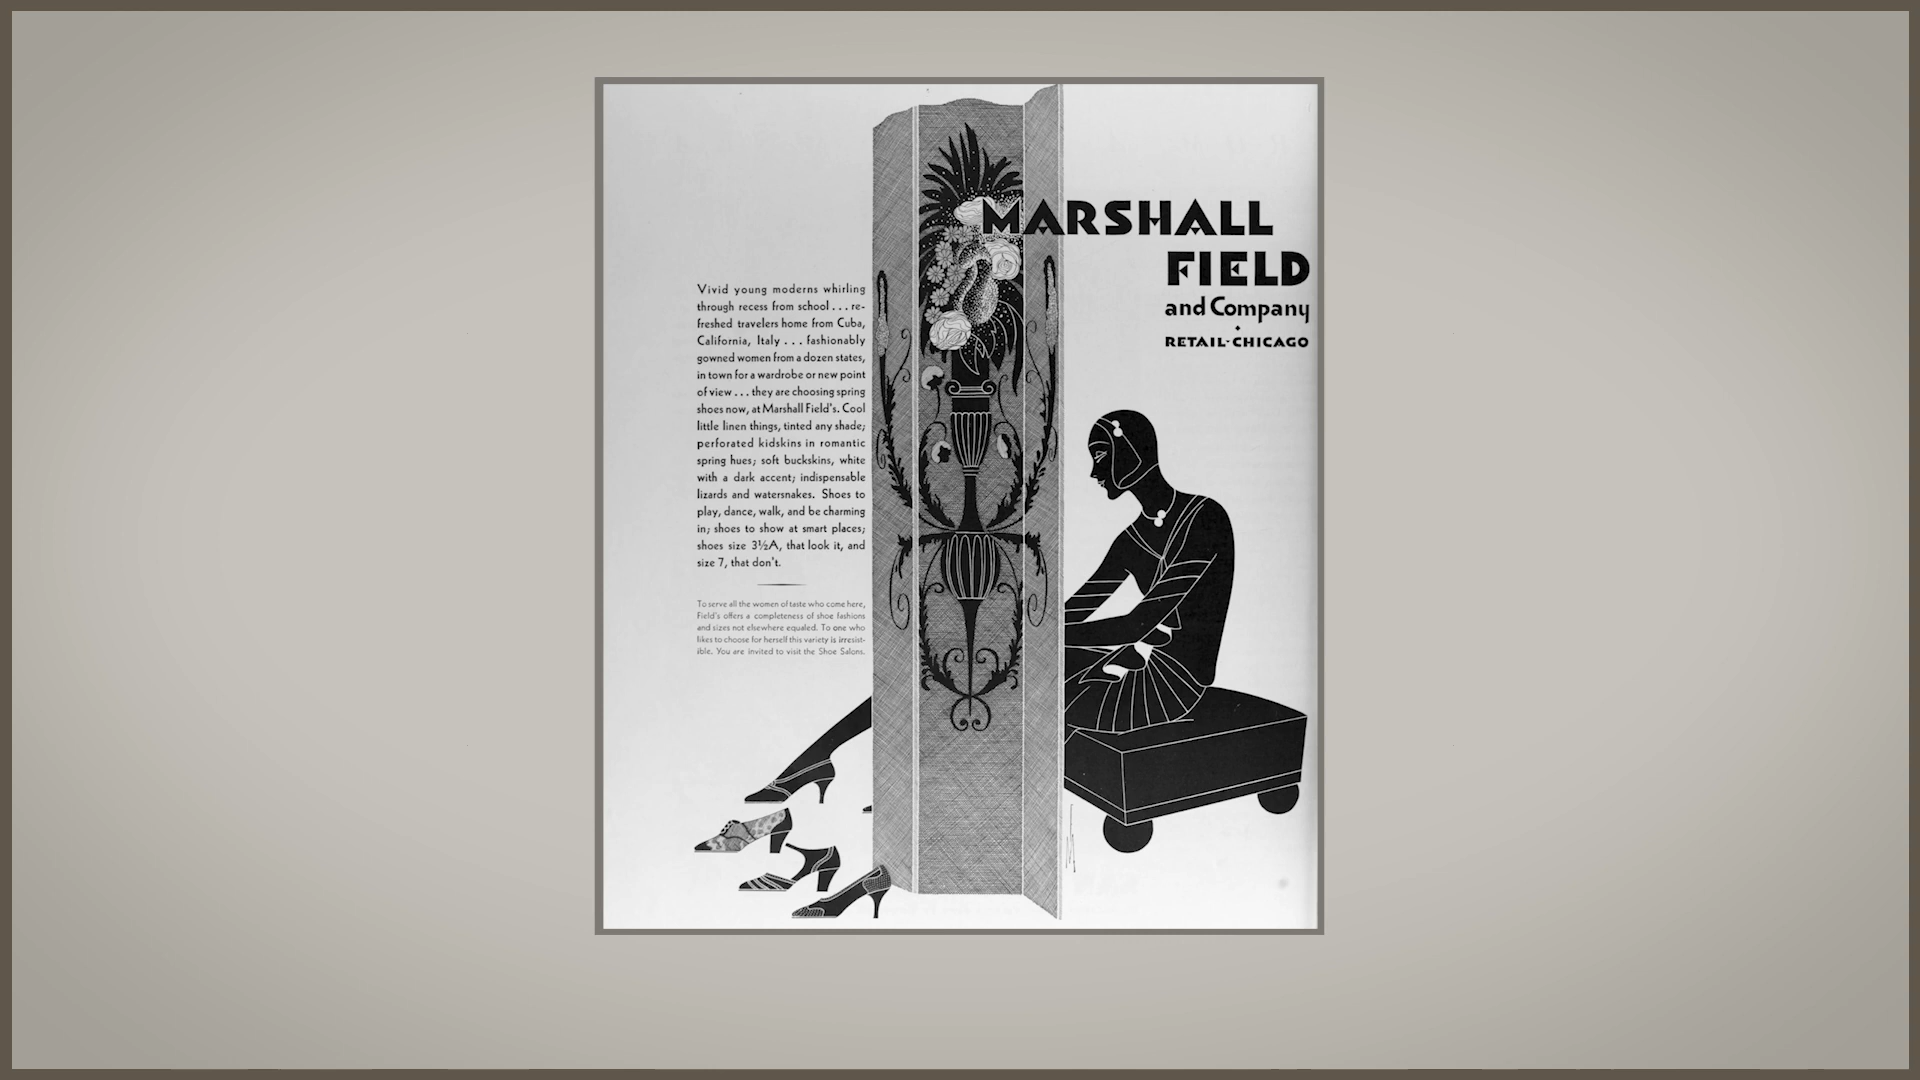 MARSHALL
FIELD
and Company
RETAIL·CHICAGO
Vivid young moderns whirling
through recess from school . . . re-
freshed travelers home from Cuba,
California, Italy . . . fashionably
gowned women from a dozen states,
in town for a wardrobe or new point
of view . . . they are choosing spring
shoes now, at Marshall Field's. Cool
little linen things, tinted any shade;
perforated kidskins in romantic
spring hues; soft buckskins, white
with a dark accent; indispensable
lizards and watersnakes. Shoes to
play, dance, walk, and be charming
in; shoes to show at smart places;
shoes size 3½A, that look it, and
size 7, that don't.
To serve all the women of taste who come here,
Field's offers a completeness of shoe fashions
and sizes not elsewhere equaled. To one who
likes to choose for herself this variety is irresist-
ible. You are invited to visit the Shoe Salons.